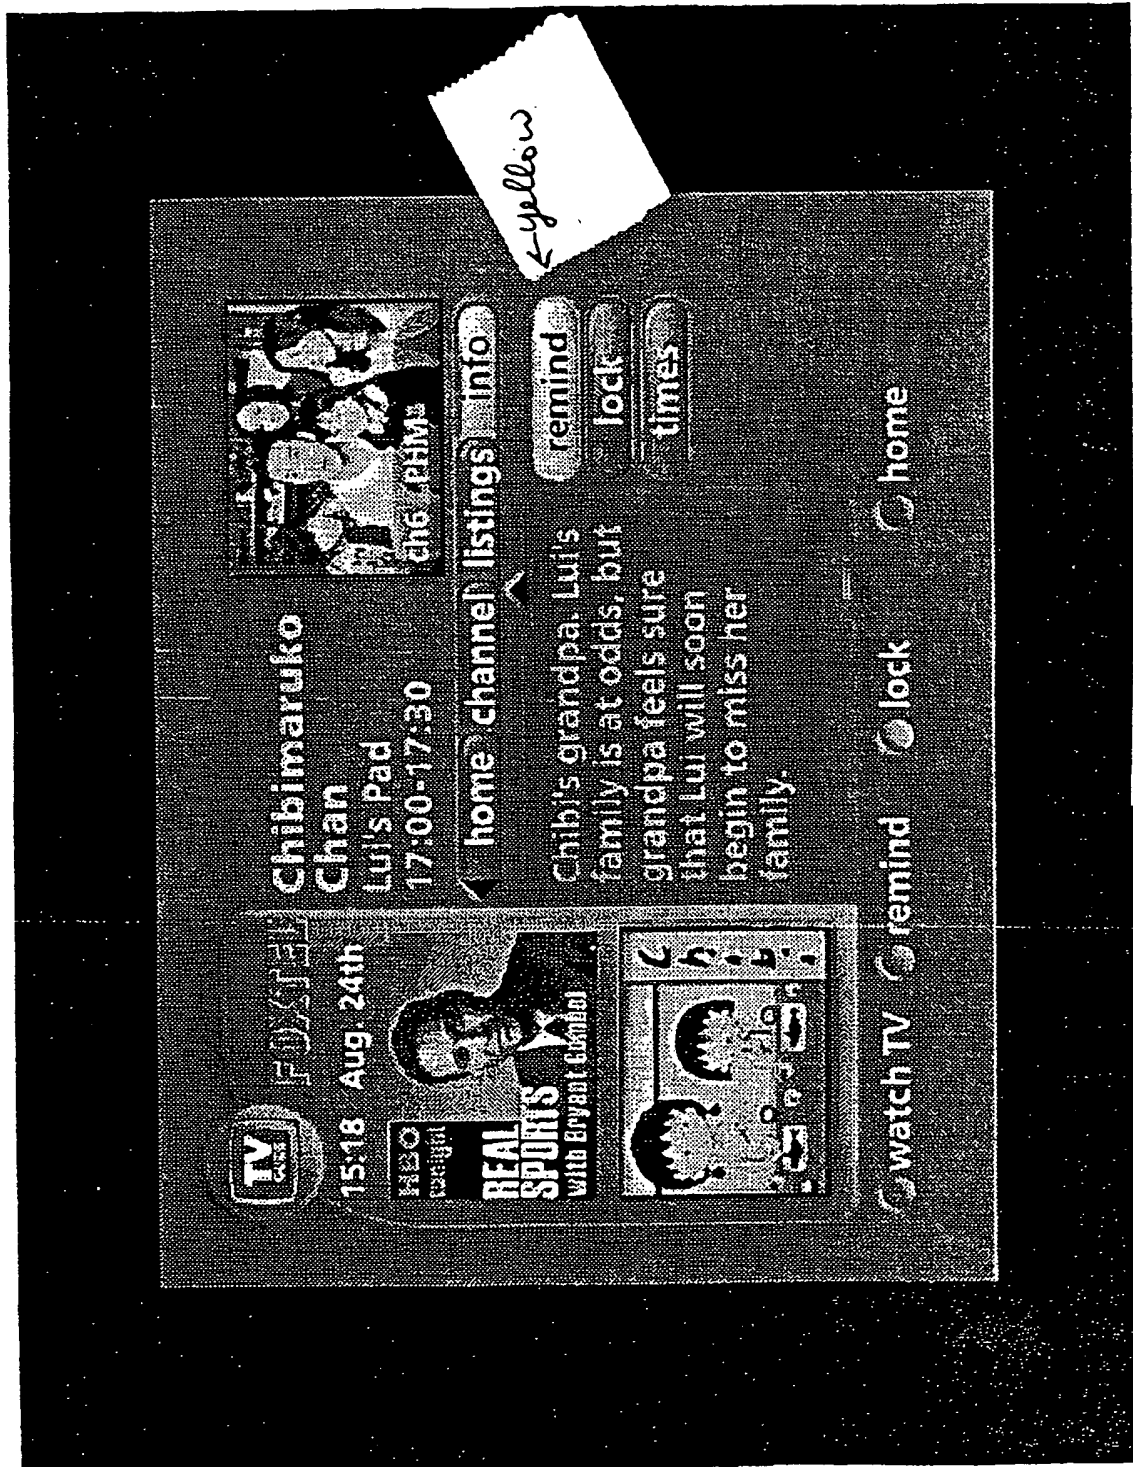 TV
15:18 Aug. 24th
HBO
tonight
REAL
SPORTS
with Bryant Gumbel
Chibimaruko
Chan
Lui's Pad
17:00-17:30
ch6
home channel listings info
Chibi's grandpa. Lui's
family is at odds, but
grandpa feels sure
that Lui will soon
begin to miss her
family.
remind
lock
times
←yellow
watch TV remind lock home